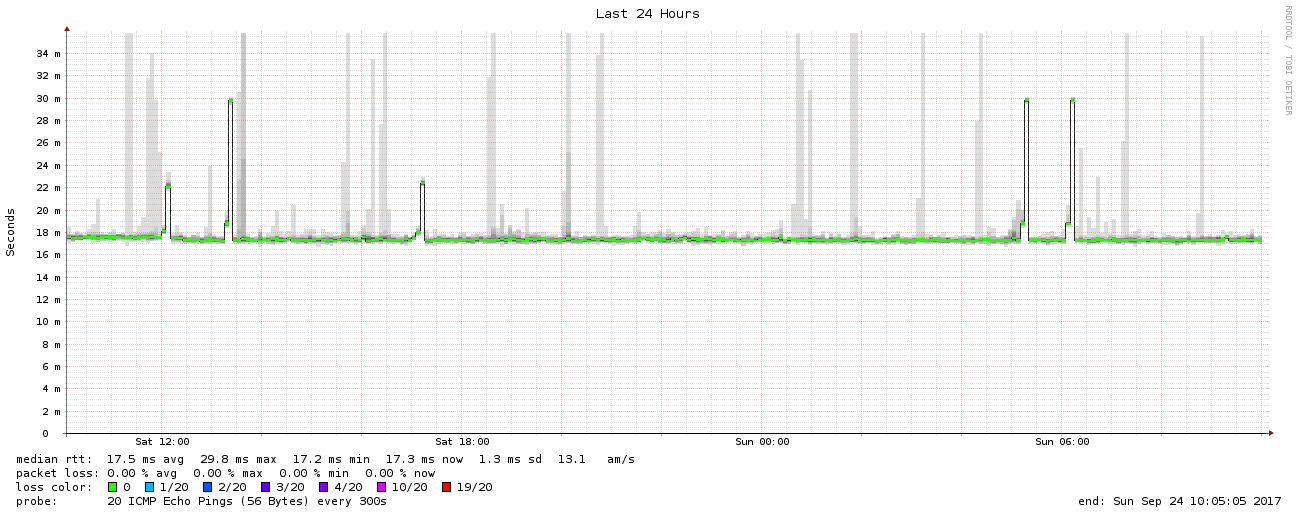 Last 24 Hours
RRDTOOL / TOBI OETIKER
Seconds
34 m
32 m
30 m
28 m
26 m
24 m
22 m
20 m
18 m
16 m
14 m
12 m
10 m
8 m
6 m
4 m
2 m
0
Sat 12:00 Sat 18:00 Sun 00:00 Sun 06:00
median rtt: 17.5 ms avg 29.8 ms max 17.2 ms min 17.3 ms now 1.3 ms sd 13.1 am/s
packet loss: 0.00 % avg 0.00 % max 0.00 % min 0.00 % now
loss color: 0 1/20 2/20 3/20 4/20 10/20 19/20
probe: 20 ICMP Echo Pings (56 Bytes) every 300s end: Sun Sep 24 10:05:05 2017